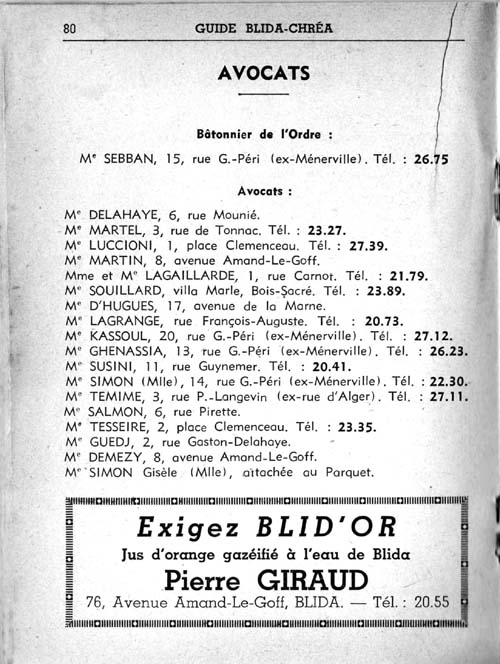 80 GUIDE BLIDA-CHRÉA
AVOCATS
Bâtonnier de l'Ordre :
Me SEBBAN, 15, rue G.-Péri (ex-Ménerville). Tél. : 26.75
Avocats :
Me DELAHAYE, 6, rue Mounié.
Me MARTEL, 3, rue de Tonnac. Tél. : 23.27.
Me LUCCIONI, 1, place Clemenceau. Tél. : 27.39.
Me MARTIN, 8, avenue Amand-Le-Goff.
Mme et Me LAGAILLARDE, 1, rue Carnot. Tél. : 21.79.
Me SOUILLARD, villa Marle, Bois-Sacré. Tél. : 23.89.
Me D'HUGUES, 17, avenue de la Marne.
Me LAGRANGE, rue François-Auguste. Tél. : 20.73.
Me KASSOUL, 20, rue G.-Péri (ex-Ménerville). Tél. : 27.12.
Me GHENASSIA, 13, rue G.-Péri (ex-Ménerville). Tél. : 26.23.
Me SUSINI, 11, rue Guynemer. Tél. : 20.41.
Me SIMON (Mlle), 14, rue G.-Péri (ex-Ménerville). Tél. : 22.30.
Me TEMIME, 3, rue P.-Langevin (ex-rue d'Alger). Tél. : 27.11.
Me SALMON, 6, rue Pirette.
Me TESSEIRE, 2, place Clemenceau. Tél. : 23.35.
Me GUEDJ, 2, rue Gaston-Delahaye.
Me DEMEZY, 8, avenue Amand-Le-Goff.
Me SIMON Gisèle (Mlle), attachée au Parquet.
Exigez BLID'OR
Jus d'orange gazéifié à l'eau de Blida
Pierre GIRAUD
76, Avenue Amand-Le-Goff, BLIDA. — Tél. : 20.55